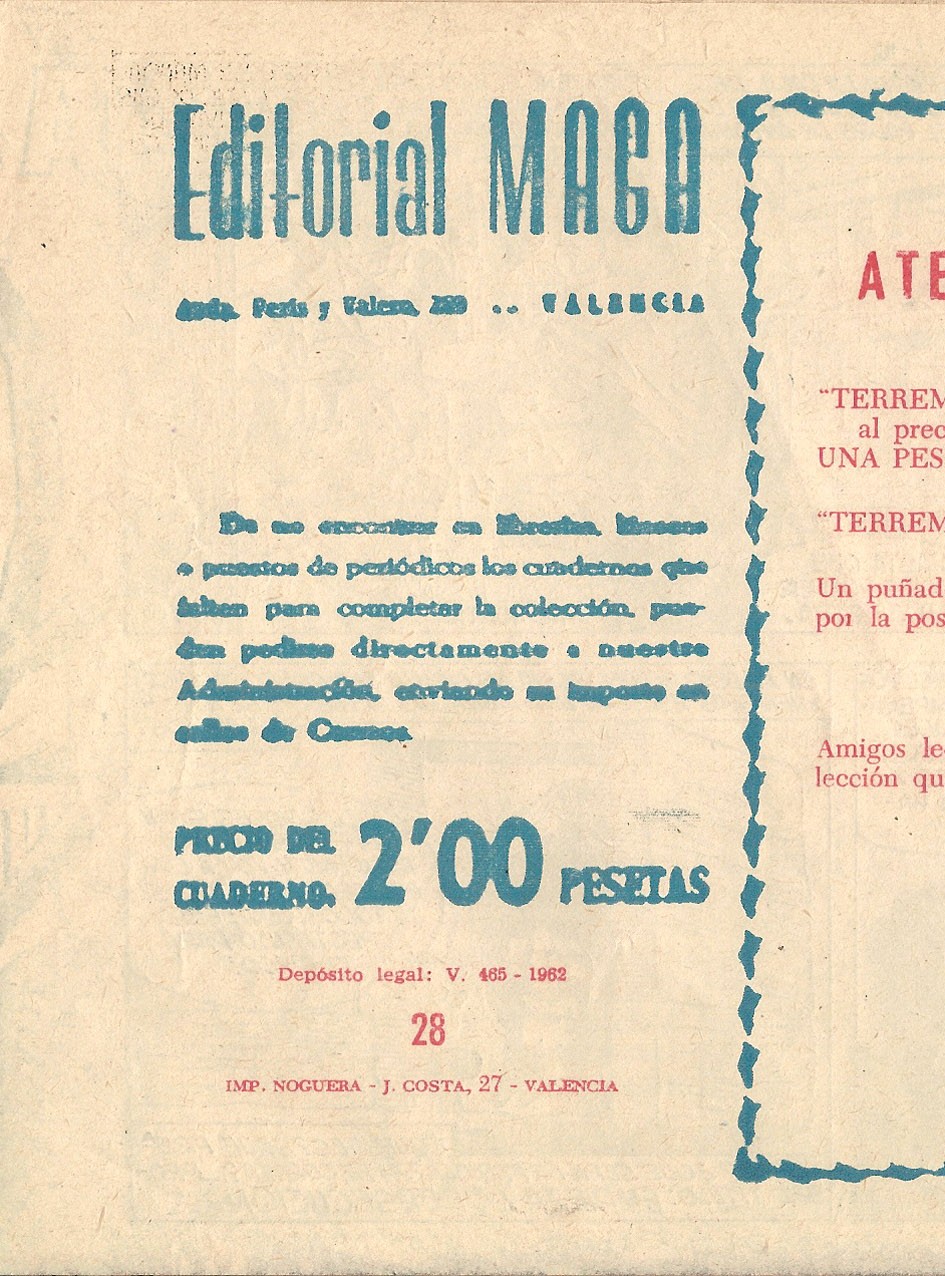 Editorial MAGA
Avda. Peris y Valero, . . VALENCIA
De no encontrar en librerías, kioscos
o puestos de periódicos los cuadernos que
faltan para completar la colección, pue-
den pedirse directamente a nuestra
Administración, enviando su importe en
sellos de Correos.
PRECIO DEL
CUADERNO. 2'00 PESETAS
Depósito legal: V. 465 - 1962
28
IMP. NOGUERA - J. COSTA, 27 - VALENCIA
ATE
“TERREM
al prec
UNA PES
“TERREM
Un puñad
por la pos
Amigos le
lección qu